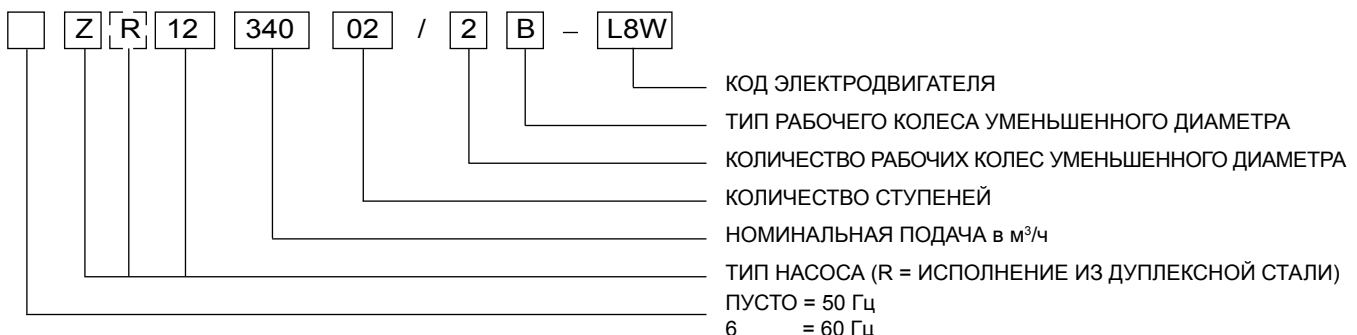 Z R 12 340 02 / 2 B – L8W
КОД ЭЛЕКТРОДВИГАТЕЛЯ
ТИП РАБОЧЕГО КОЛЕСА УМЕНЬШЕННОГО ДИАМЕТРА
КОЛИЧЕСТВО РАБОЧИХ КОЛЕС УМЕНЬШЕННОГО ДИАМЕТРА
КОЛИЧЕСТВО СТУПЕНЕЙ
НОМИНАЛЬНАЯ ПОДАЧА в м³/ч
ТИП НАСОСА (R = ИСПОЛНЕНИЕ ИЗ ДУПЛЕКСНОЙ СТАЛИ)
ПУСТО = 50 Гц
6 = 60 Гц